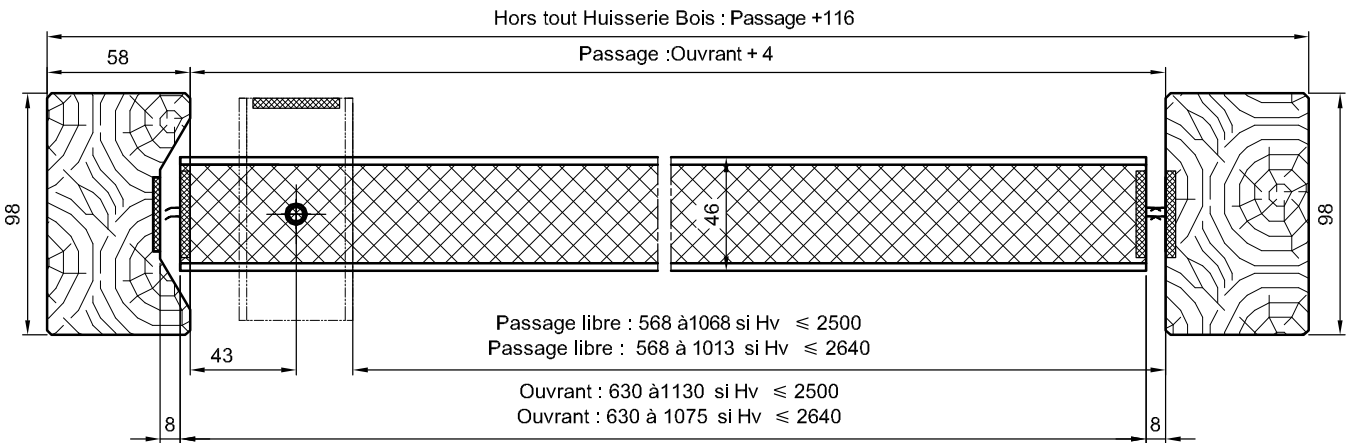 Hors tout Huisserie Bois : Passage +116
58
Passage :Ouvrant + 4
98
46
98
Passage libre : 568 à1068 si Hv ≤ 2500
Passage libre : 568 à 1013 si Hv ≤ 2640
43
Ouvrant : 630 à1130 si Hv ≤ 2500
Ouvrant : 630 à 1075 si Hv ≤ 2640
8
8